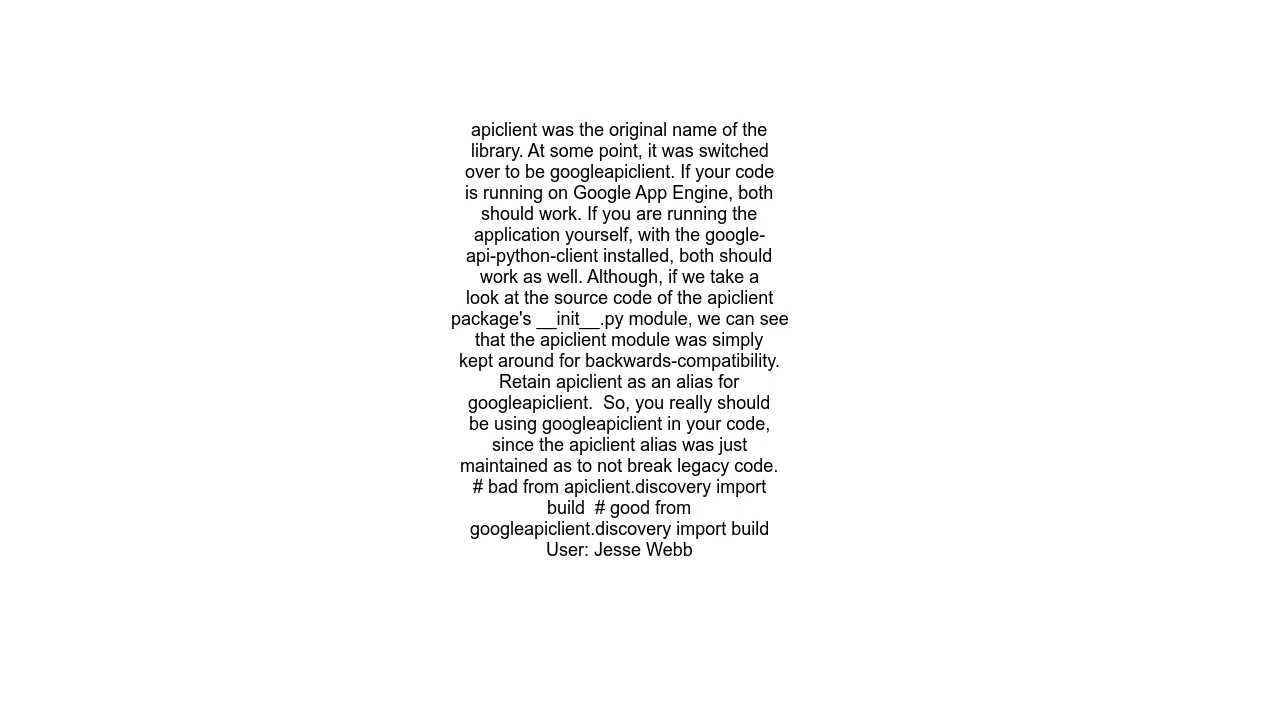 apiclient was the original name of the
library. At some point, it was switched
over to be googleapiclient. If your code
is running on Google App Engine, both
should work. If you are running the
application yourself, with the google-
api-python-client installed, both should
work as well. Although, if we take a
look at the source code of the apiclient
package's __init__.py module, we can see
that the apiclient module was simply
kept around for backwards-compatibility.
Retain apiclient as an alias for
googleapiclient.  So, you really should
be using googleapiclient in your code,
since the apiclient alias was just
maintained as to not break legacy code.
# bad from apiclient.discovery import
build  # good from
googleapiclient.discovery import build
User: Jesse Webb